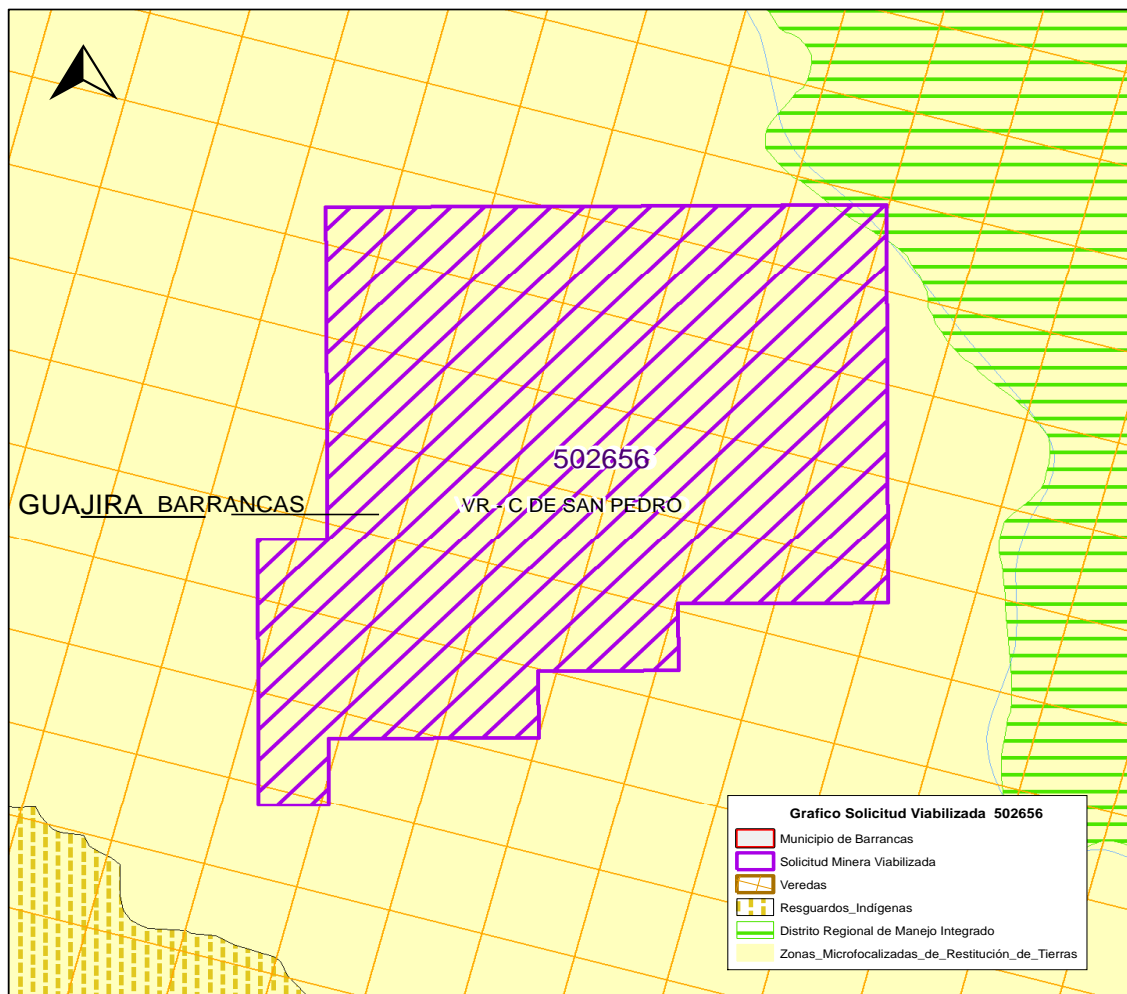 502656
VR - C DE SAN PEDRO
GUAJIRA BARRANCAS
Grafico Solicitud Viabilizada 502656
Municipio de Barrancas
Solicitud Minera Viabilizada
Veredas
Resguardos_Indígenas
Distrito Regional de Manejo Integrado
Zonas_Microfocalizadas_de_Restitución_de_Tierras